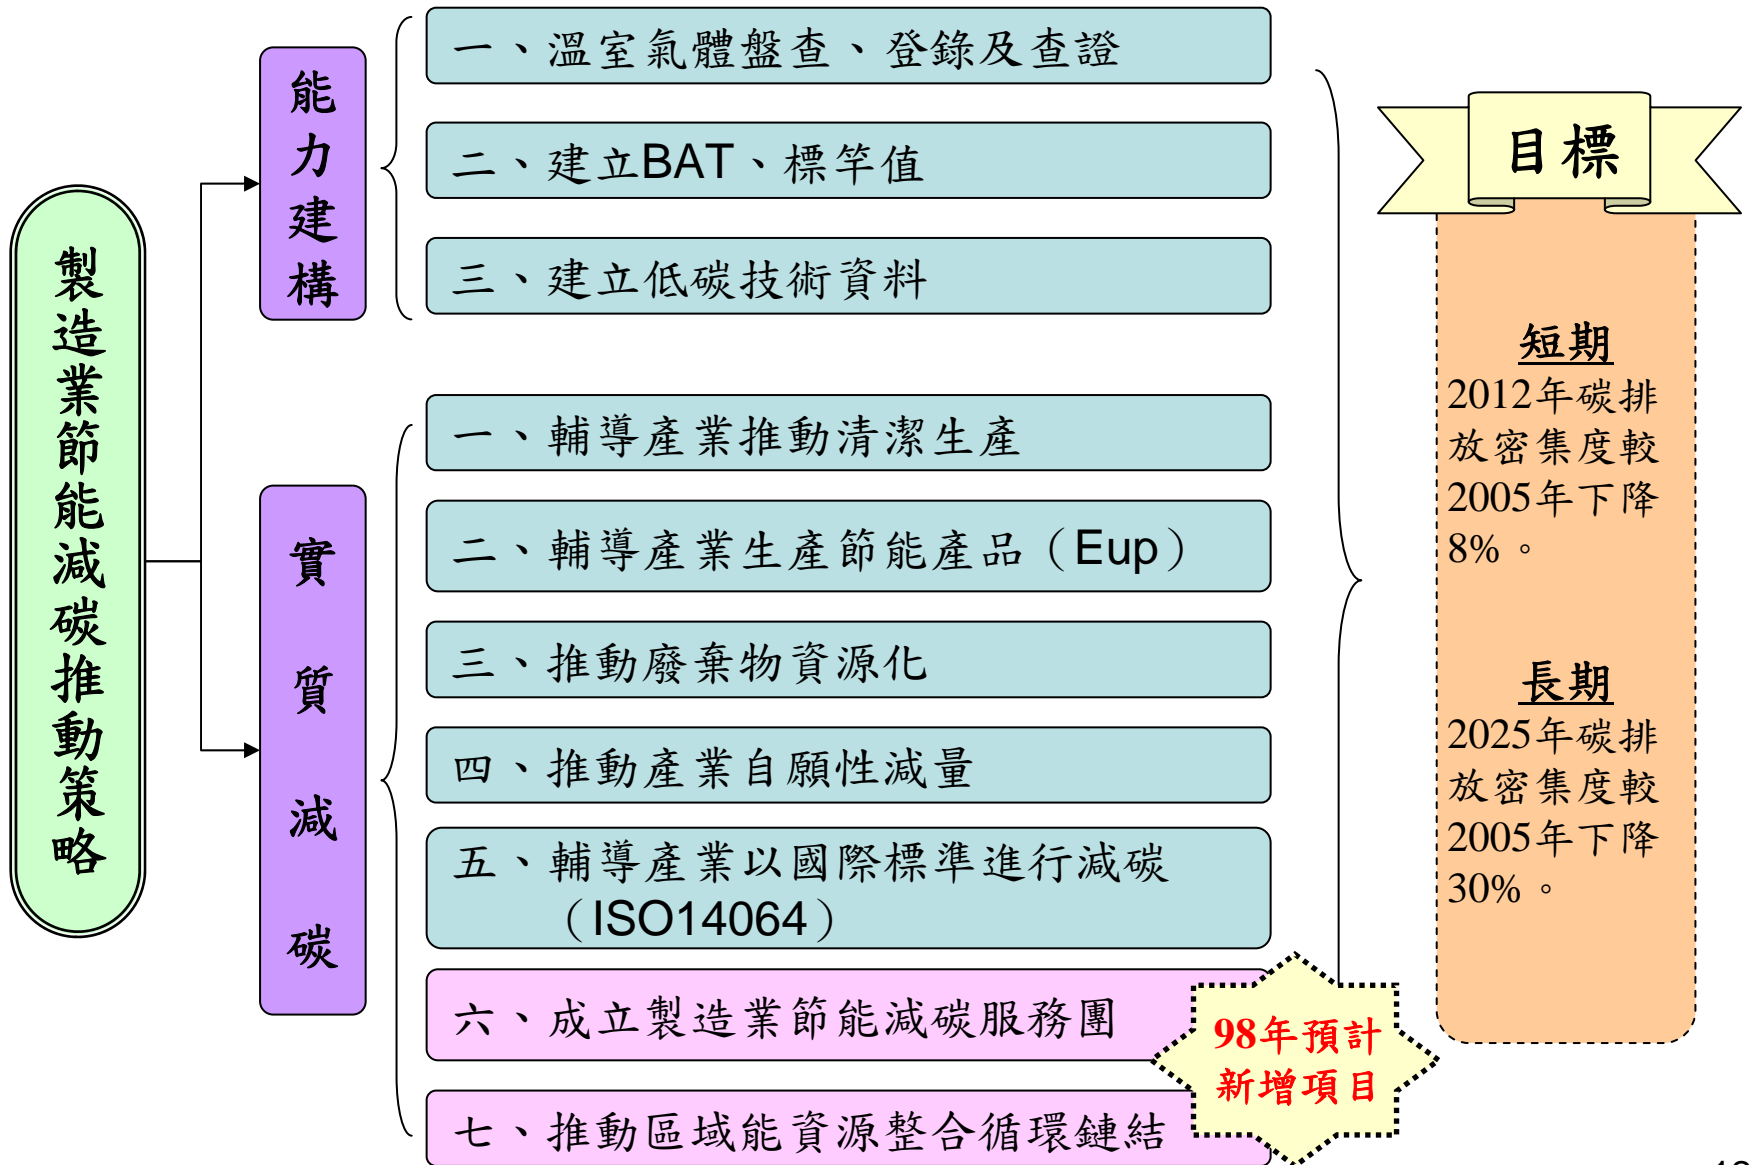 製造業節能減碳推動策略
能力建構
一、溫室氣體盤查、登錄及查證
二、建立BAT、標竿值
三、建立低碳技術資料
實質減碳
一、輔導產業推動清潔生產
二、輔導產業生產節能產品（Eup）
三、推動廢棄物資源化
四、推動產業自願性減量
五、輔導產業以國際標準進行減碳
（ISO14064）
六、成立製造業節能減碳服務團
七、推動區域能資源整合循環鏈結
98年預計
新增項目
目標
短期
2012年碳排
放密集度較
2005年下降
8%。
長期
2025年碳排
放密集度較
2005年下降
30%。